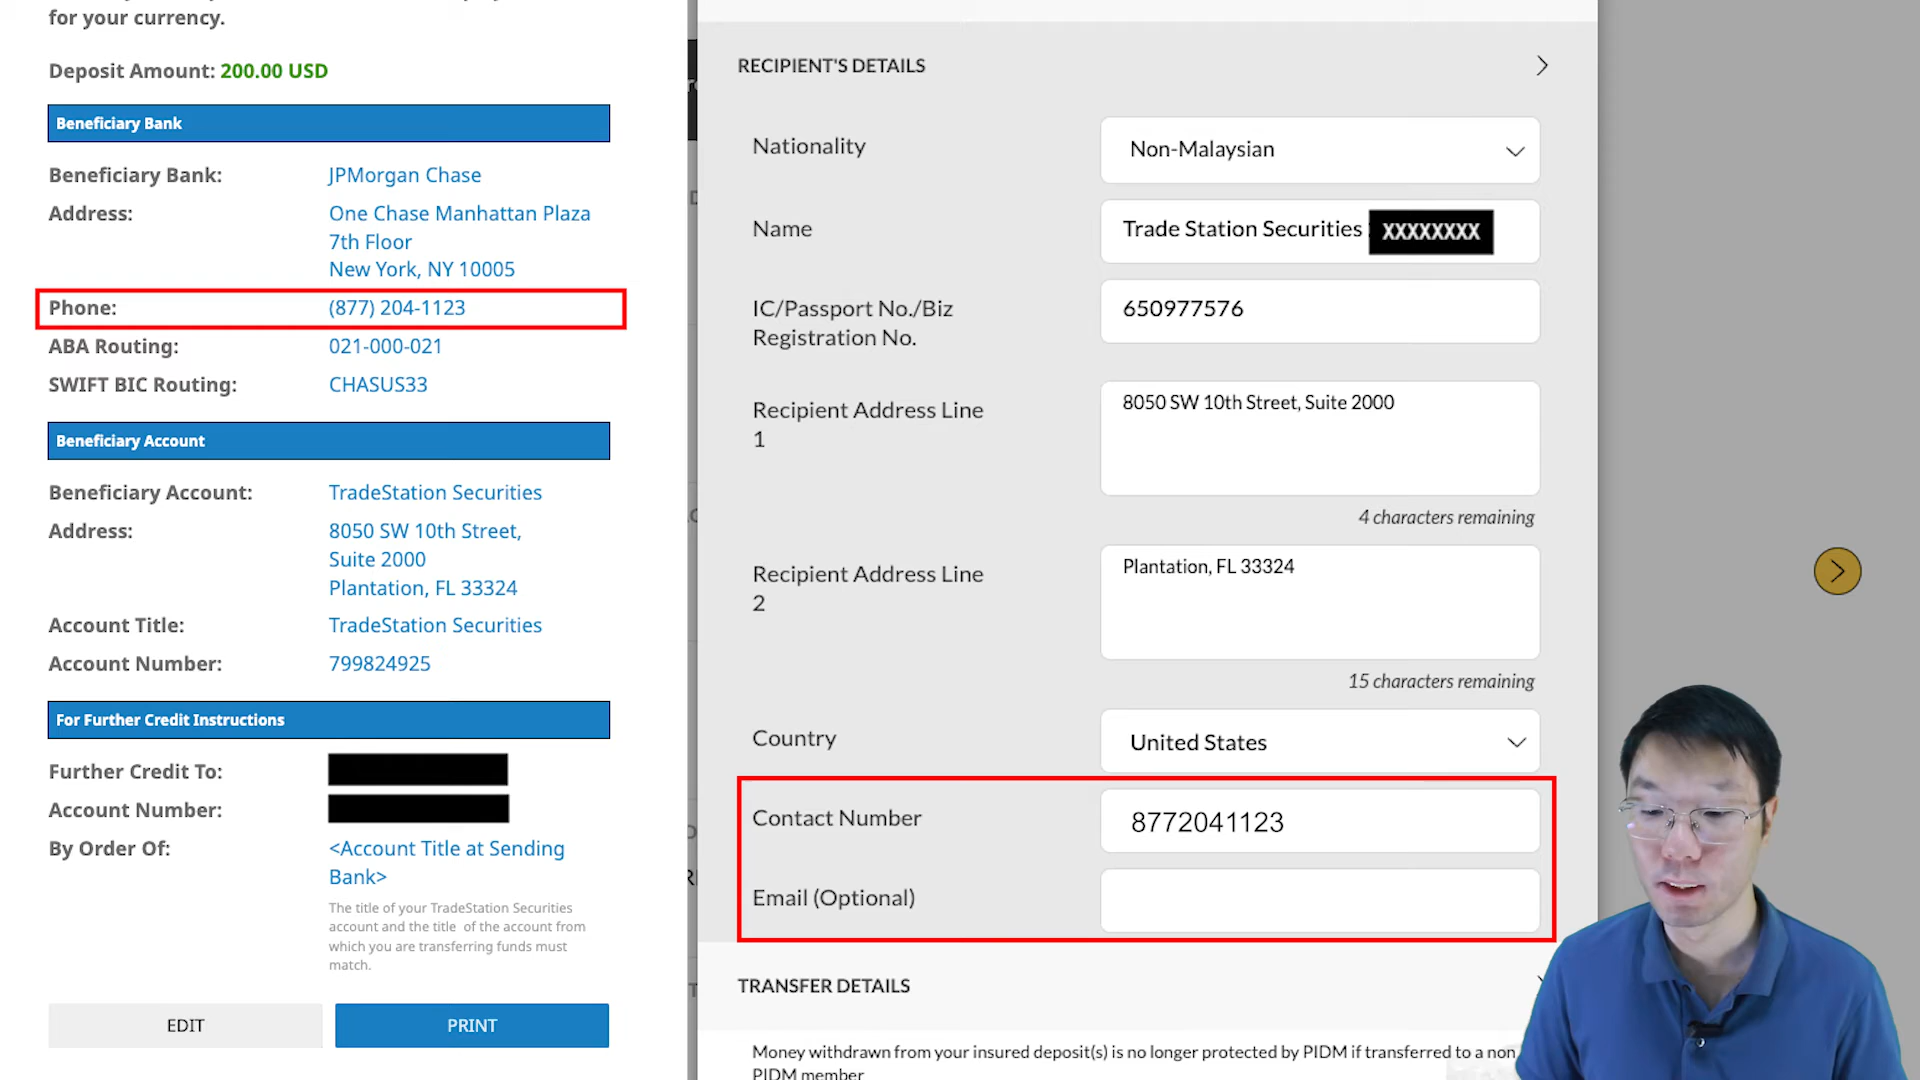 for your currency.
Deposit Amount: 200.00 USD
Beneficiary Bank
Beneficiary Bank: JPMorgan Chase
Address: One Chase Manhattan Plaza
7th Floor
New York, NY 10005
Phone: (877) 204-1123
ABA Routing: 021-000-021
SWIFT BIC Routing: CHASUS33
Beneficiary Account
Beneficiary Account: TradeStation Securities
Address: 8050 SW 10th Street,
Suite 2000
Plantation, FL 33324
Account Title: TradeStation Securities
Account Number: 799824925
For Further Credit Instructions
Further Credit To:
Account Number:
By Order Of: <Account Title at Sending
Bank>
The title of your TradeStation Securities
account and the title of the account from
which you are transferring funds must
match.
EDIT PRINT
RECIPIENT'S DETAILS
Nationality Non-Malaysian
Name Trade Station Securities XXXXXXXX
IC/Passport No./Biz
Registration No. 650977576
Recipient Address Line
1
8050 SW 10th Street, Suite 2000
4 characters remaining
Recipient Address Line
2
Plantation, FL 33324
15 characters remaining
Country United States
Contact Number 8772041123
Email (Optional)
TRANSFER DETAILS
Money withdrawn from your insured deposit(s) is no longer protected by PIDM if transferred to a non
PIDM member